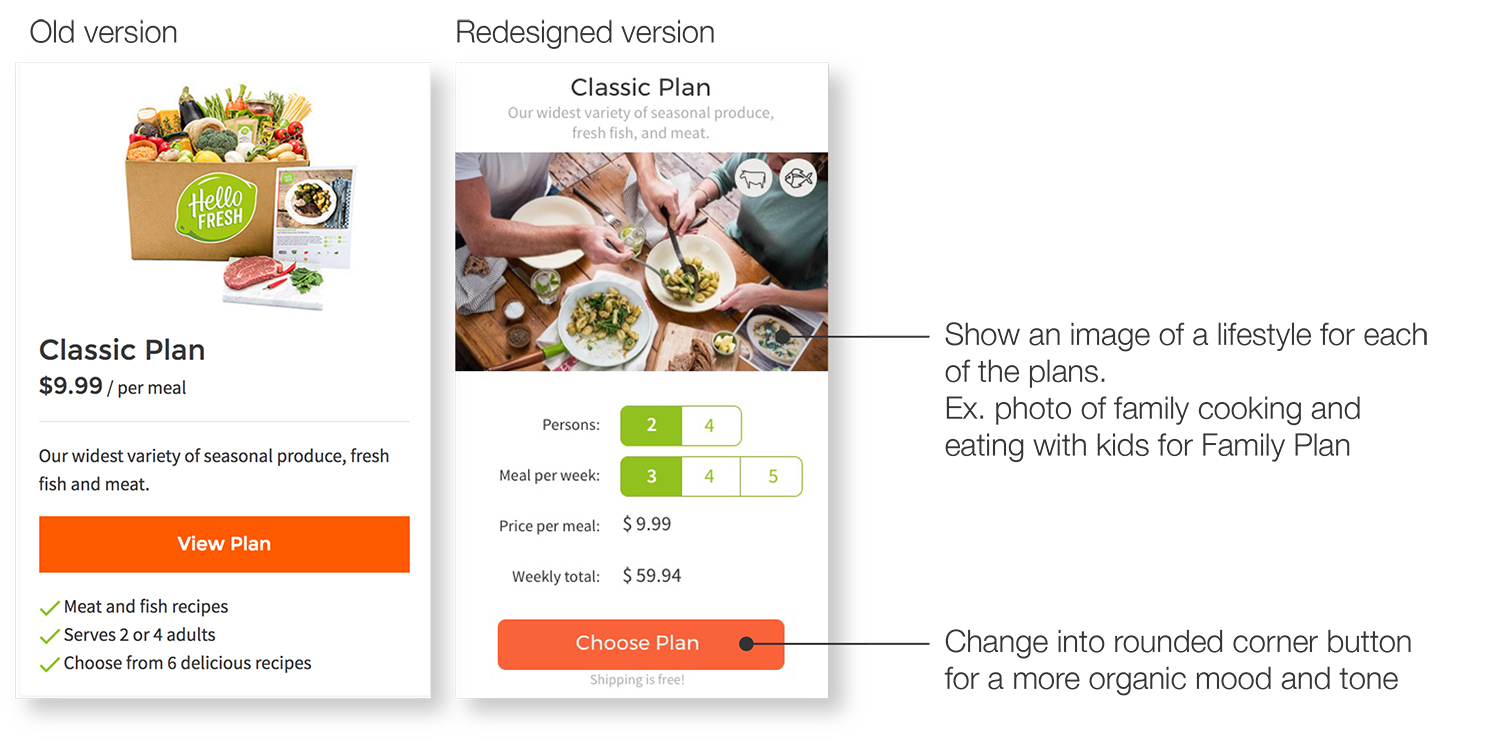 Old version
Redesigned version
Hello
FRESH
Classic Plan
$9.99 / per meal
Our widest variety of seasonal produce, fresh
fish and meat.
View Plan
Meat and fish recipes
Serves 2 or 4 adults
Choose from 6 delicious recipes
Classic Plan
Our widest variety of seasonal produce,
fresh fish, and meat.
Persons: 2 4
Meal per week: 3 4 5
Price per meal: $ 9.99
Weekly total: $ 59.94
Choose Plan
Shipping is free!
Show an image of a lifestyle for each
of the plans.
Ex. photo of family cooking and
eating with kids for Family Plan
Change into rounded corner button
for a more organic mood and tone